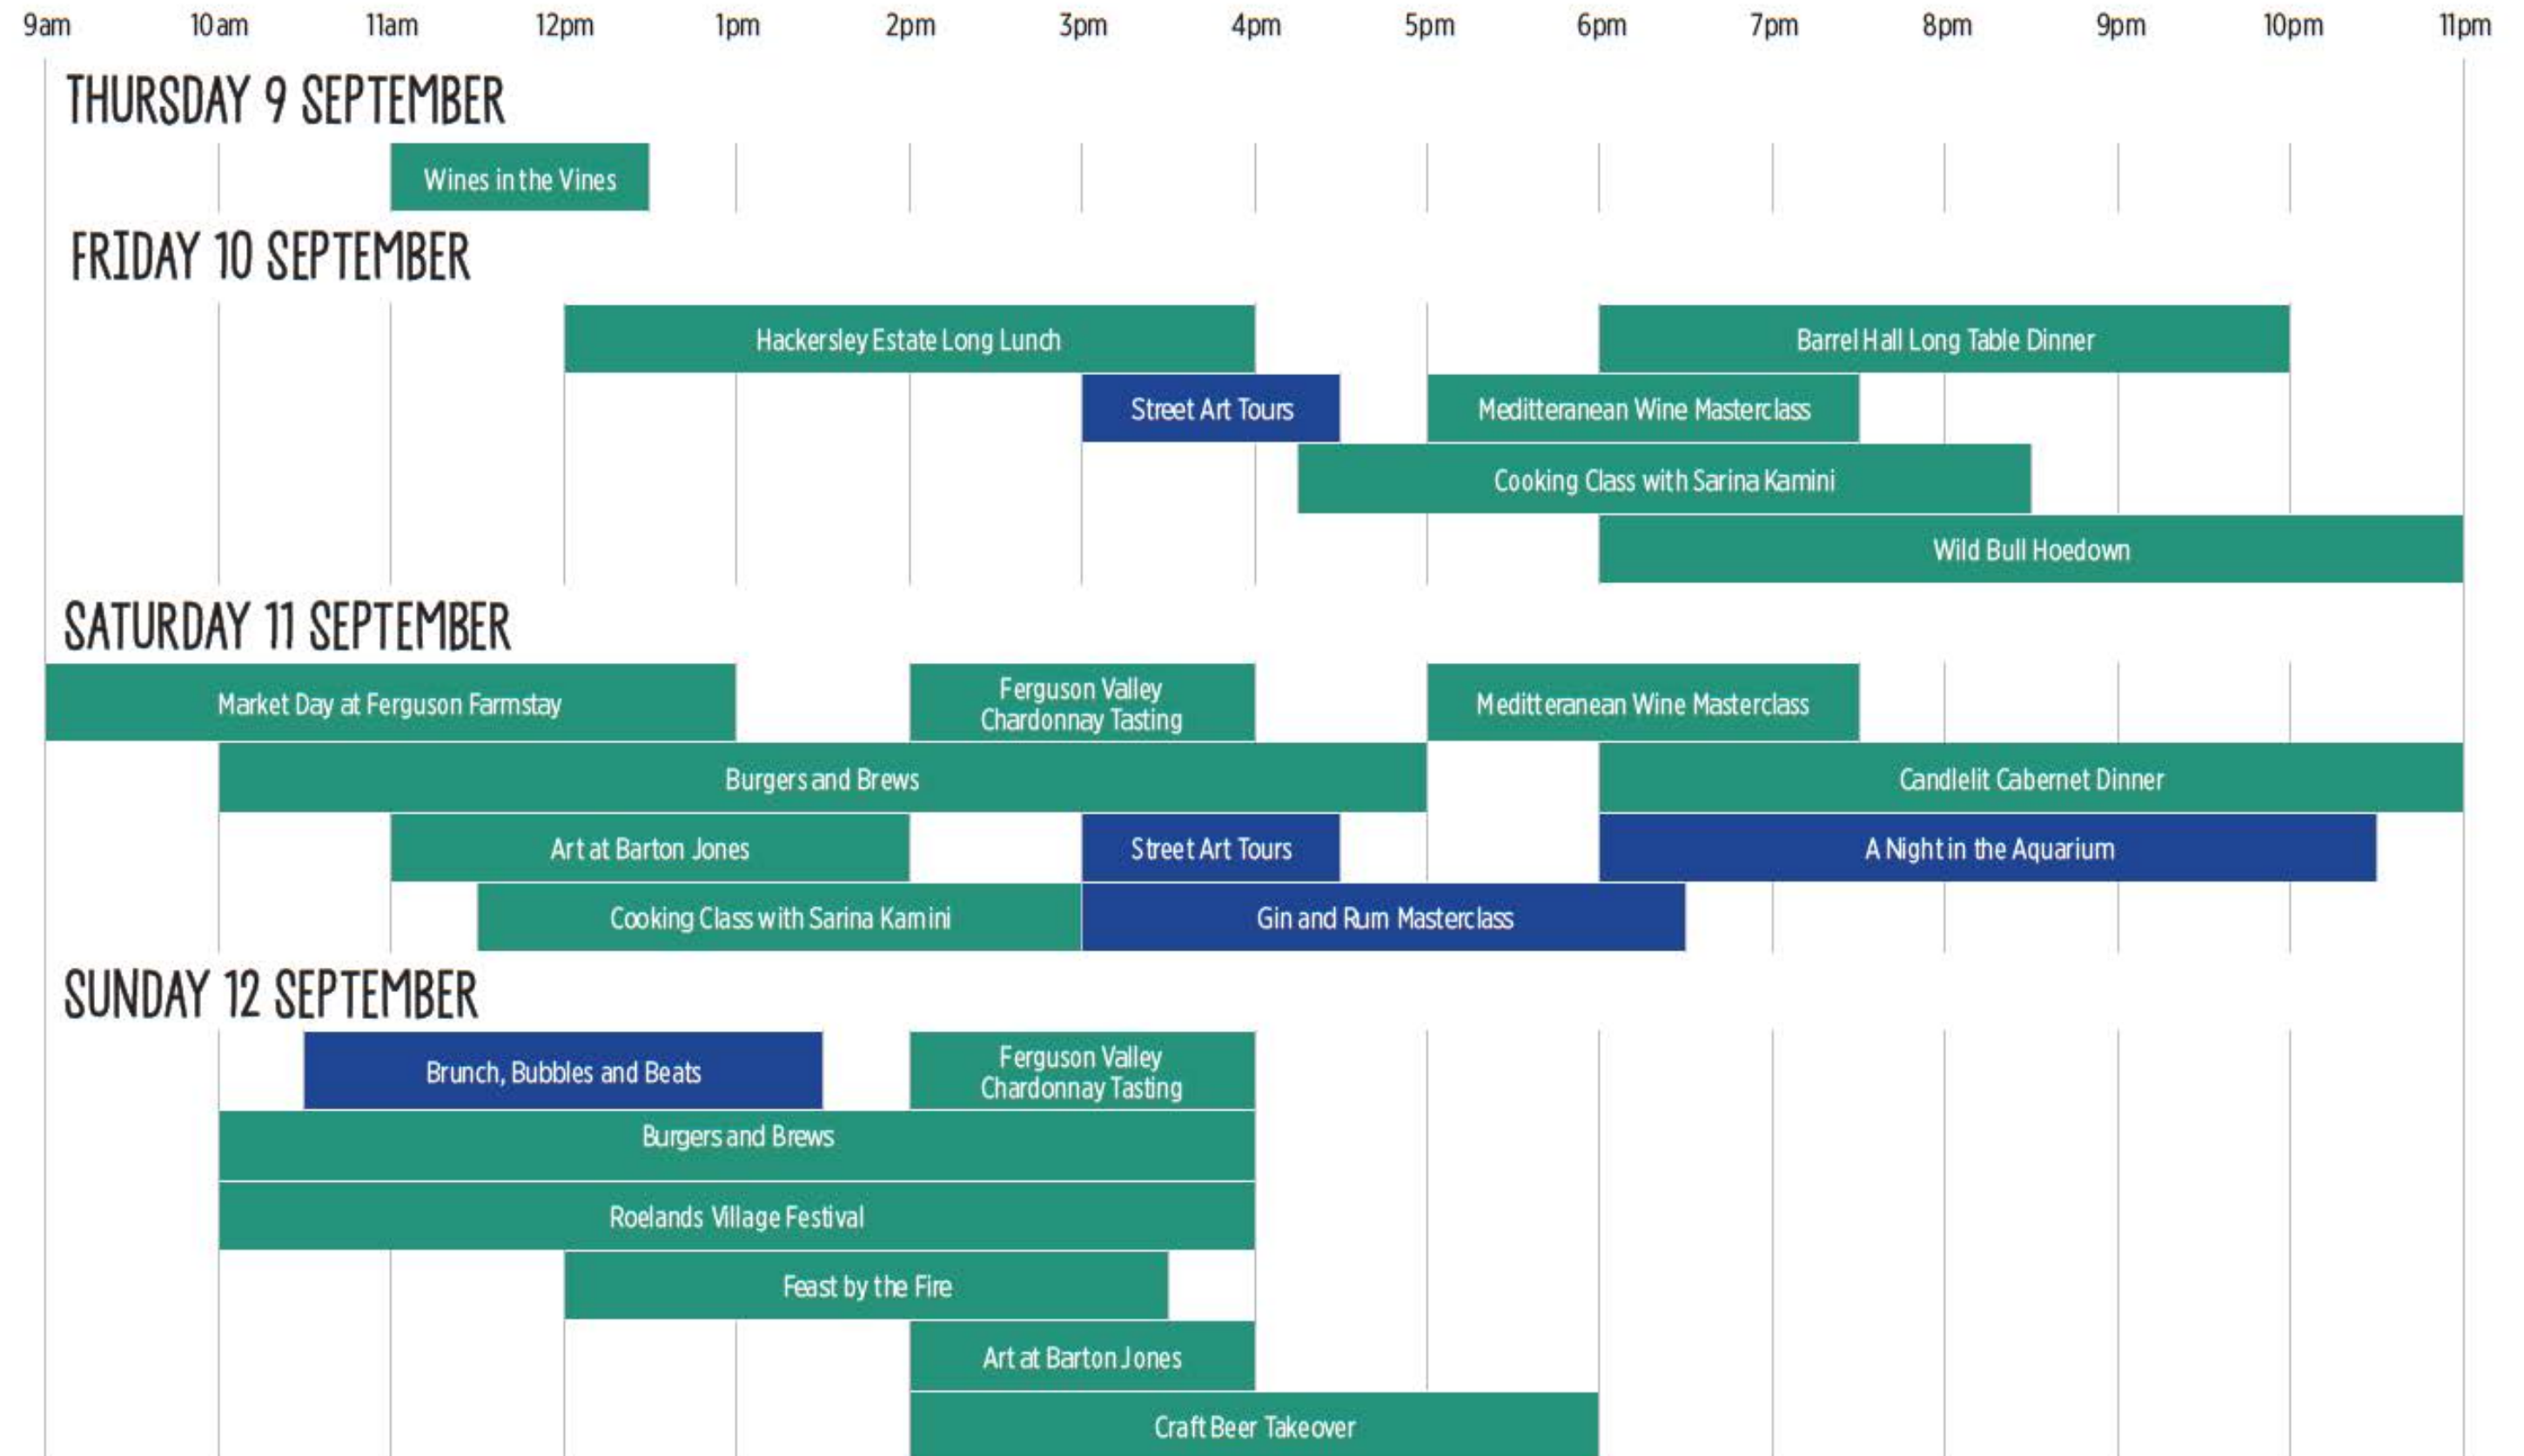 9am 10am 11am 12pm 1pm 2pm 3pm 4pm 5pm 6pm 7pm 8pm 9pm 10pm 11pm
THURSDAY 9 SEPTEMBER
Wines in the Vines
FRIDAY 10 SEPTEMBER
Hackersley Estate Long Lunch
Barrel Hall Long Table Dinner
Street Art Tours
Meditteranean Wine Masterclass
Cooking Class with Sarina Kamini
Wild Bull Hoedown
SATURDAY 11 SEPTEMBER
Market Day at Ferguson Farmstay
Ferguson Valley
Chardonnay Tasting
Meditteranean Wine Masterclass
Burgers and Brews
Candlelit Cabernet Dinner
Art at Barton Jones
Street Art Tours
A Night in the Aquarium
Cooking Class with Sarina Kamini
Gin and Rum Masterclass
SUNDAY 12 SEPTEMBER
Brunch, Bubbles and Beats
Ferguson Valley
Chardonnay Tasting
Burgers and Brews
Roelands Village Festival
Feast by the Fire
Art at Barton Jones
Craft Beer Takeover